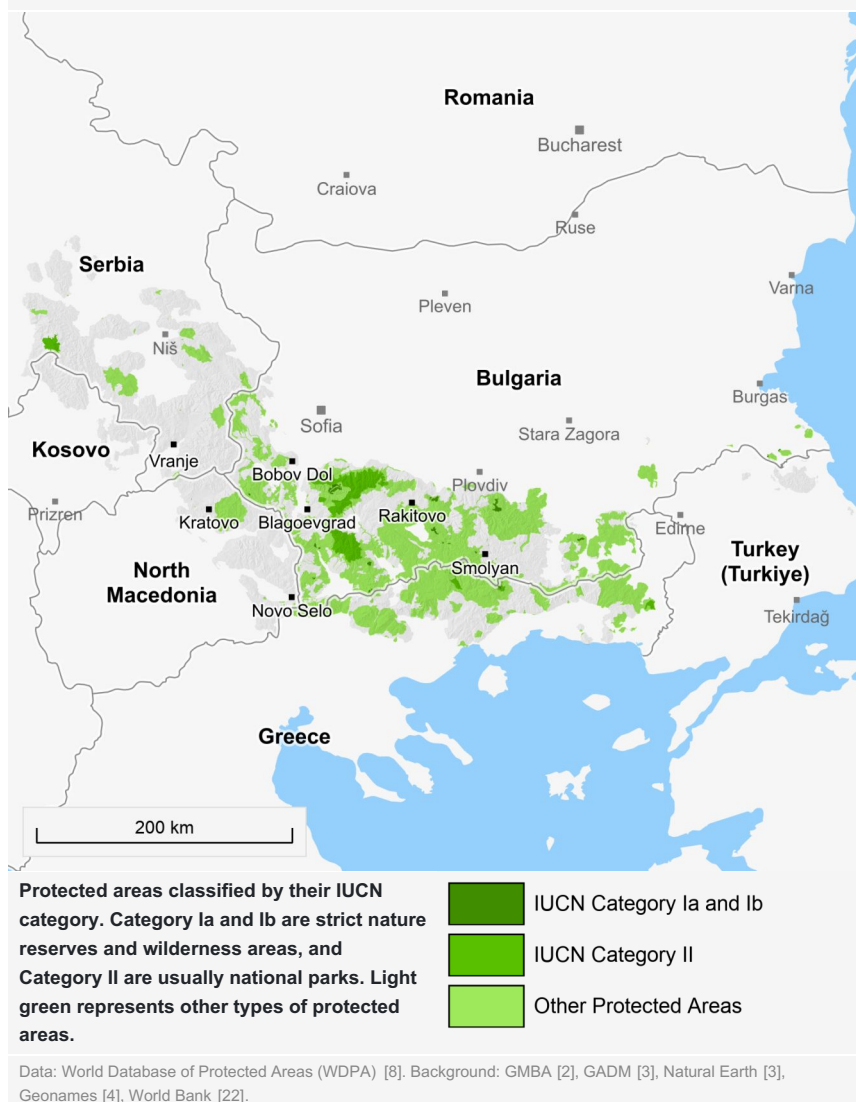 Romania
Bucharest
Craiova
Ruse
Serbia
Varna
Pleven
Niš
Bulgaria
Burgas
Sofia
Stara Zagora
Kosovo
Vranje
Bobov Dol
Plovdiv
Prizren
Kratovo
Blagoevgrad
Rakitovo
Edirne
North
Macedonia
Smolyan
Turkey
(Turkiye)
Novo Selo
Tekirdağ
Greece
200 km
Protected areas classified by their IUCN
category. Category Ia and Ib are strict nature
reserves and wilderness areas, and
Category II are usually national parks. Light
green represents other types of protected
areas.
IUCN Category Ia and Ib
IUCN Category II
Other Protected Areas
Data: World Database of Protected Areas (WDPA) [8]. Background: GMBA [2], GADM [3], Natural Earth [3],
Geonames [4], World Bank [22].